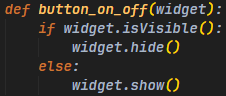 def button_on_off(widget):
    if widget.isVisible():
        widget.hide()
    else:
        widget.show()